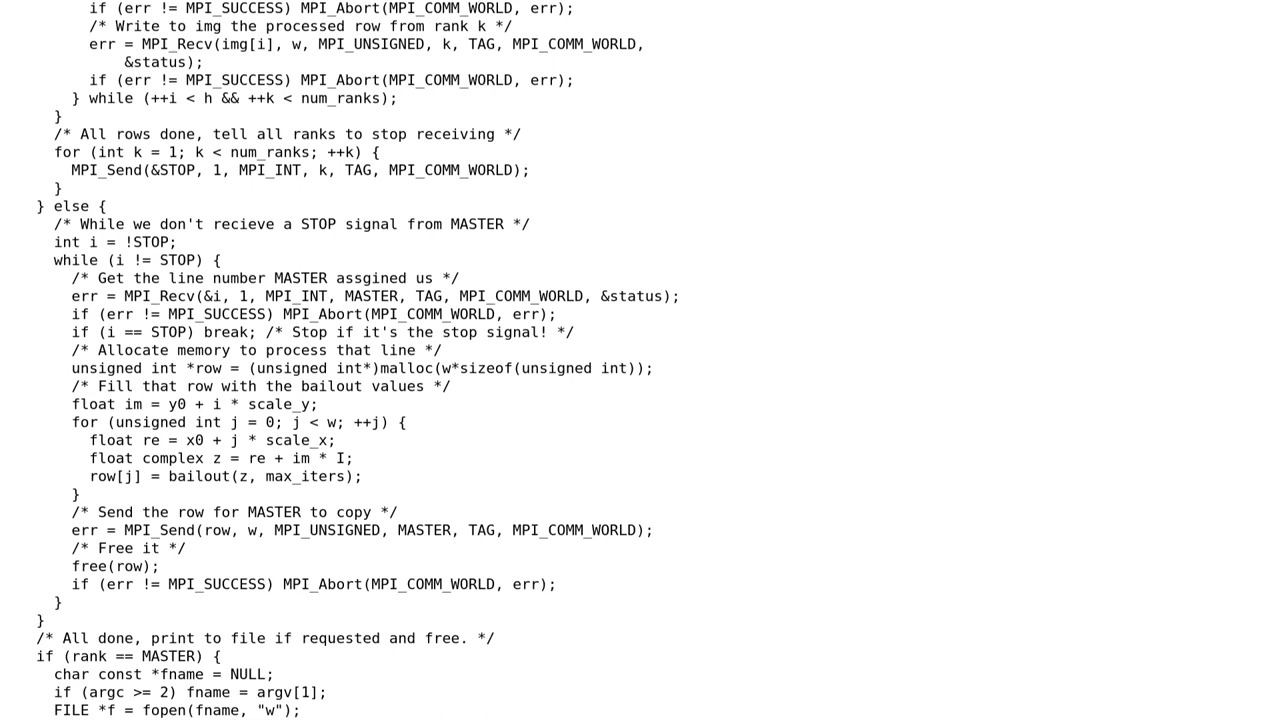 if (err != MPI_SUCCESS) MPI_Abort(MPI_COMM_WORLD, err);
/* Write to img the processed row from rank k */
err = MPI_Recv(img[i], w, MPI_UNSIGNED, k, TAG, MPI_COMM_WORLD,
&status);
if (err != MPI_SUCCESS) MPI_Abort(MPI_COMM_WORLD, err);
} while (++i < h && ++k < num_ranks);
}
/* All rows done, tell all ranks to stop receiving */
for (int k = 1; k < num_ranks; ++k) {
MPI_Send(&STOP, 1, MPI_INT, k, TAG, MPI_COMM_WORLD);
}
} else {
/* While we don't recieve a STOP signal from MASTER */
int i = !STOP;
while (i != STOP) {
/* Get the line number MASTER assgined us */
err = MPI_Recv(&i, 1, MPI_INT, MASTER, TAG, MPI_COMM_WORLD, &status);
if (err != MPI_SUCCESS) MPI_Abort(MPI_COMM_WORLD, err);
if (i == STOP) break; /* Stop if it's the stop signal! */
/* Allocate memory to process that line */
unsigned int *row = (unsigned int*)malloc(w*sizeof(unsigned int));
/* Fill that row with the bailout values */
float im = y0 + i * scale_y;
for (unsigned int j = 0; j < w; ++j) {
float re = x0 + j * scale_x;
float complex z = re + im * I;
row[j] = bailout(z, max_iters);
}
/* Send the row for MASTER to copy */
err = MPI_Send(row, w, MPI_UNSIGNED, MASTER, TAG, MPI_COMM_WORLD);
/* Free it */
free(row);
if (err != MPI_SUCCESS) MPI_Abort(MPI_COMM_WORLD, err);
}
}
/* All done, print to file if requested and free. */
if (rank == MASTER) {
char const *fname = NULL;
if (argc >= 2) fname = argv[1];
FILE *f = fopen(fname, "w");